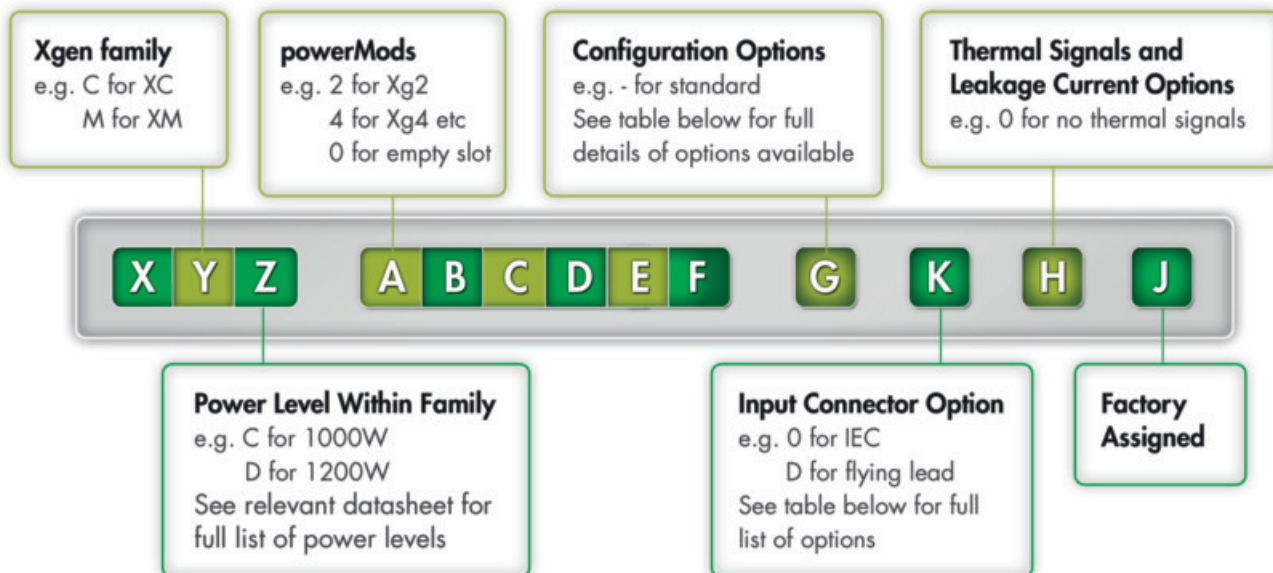 Xgen family
e.g. C for XC
M for XM
powerMods
e.g. 2 for Xg2
4 for Xg4 etc
0 for empty slot
Configuration Options
e.g. - for standard
See table below for full
details of options available
Thermal Signals and
Leakage Current Options
e.g. 0 for no thermal signals
X Y Z A B C D E F G K H J
Power Level Within Family
e.g. C for 1000W
D for 1200W
See relevant datasheet for
full list of power levels
Input Connector Option
e.g. 0 for IEC
D for flying lead
See table below for full
list of options
Factory
Assigned